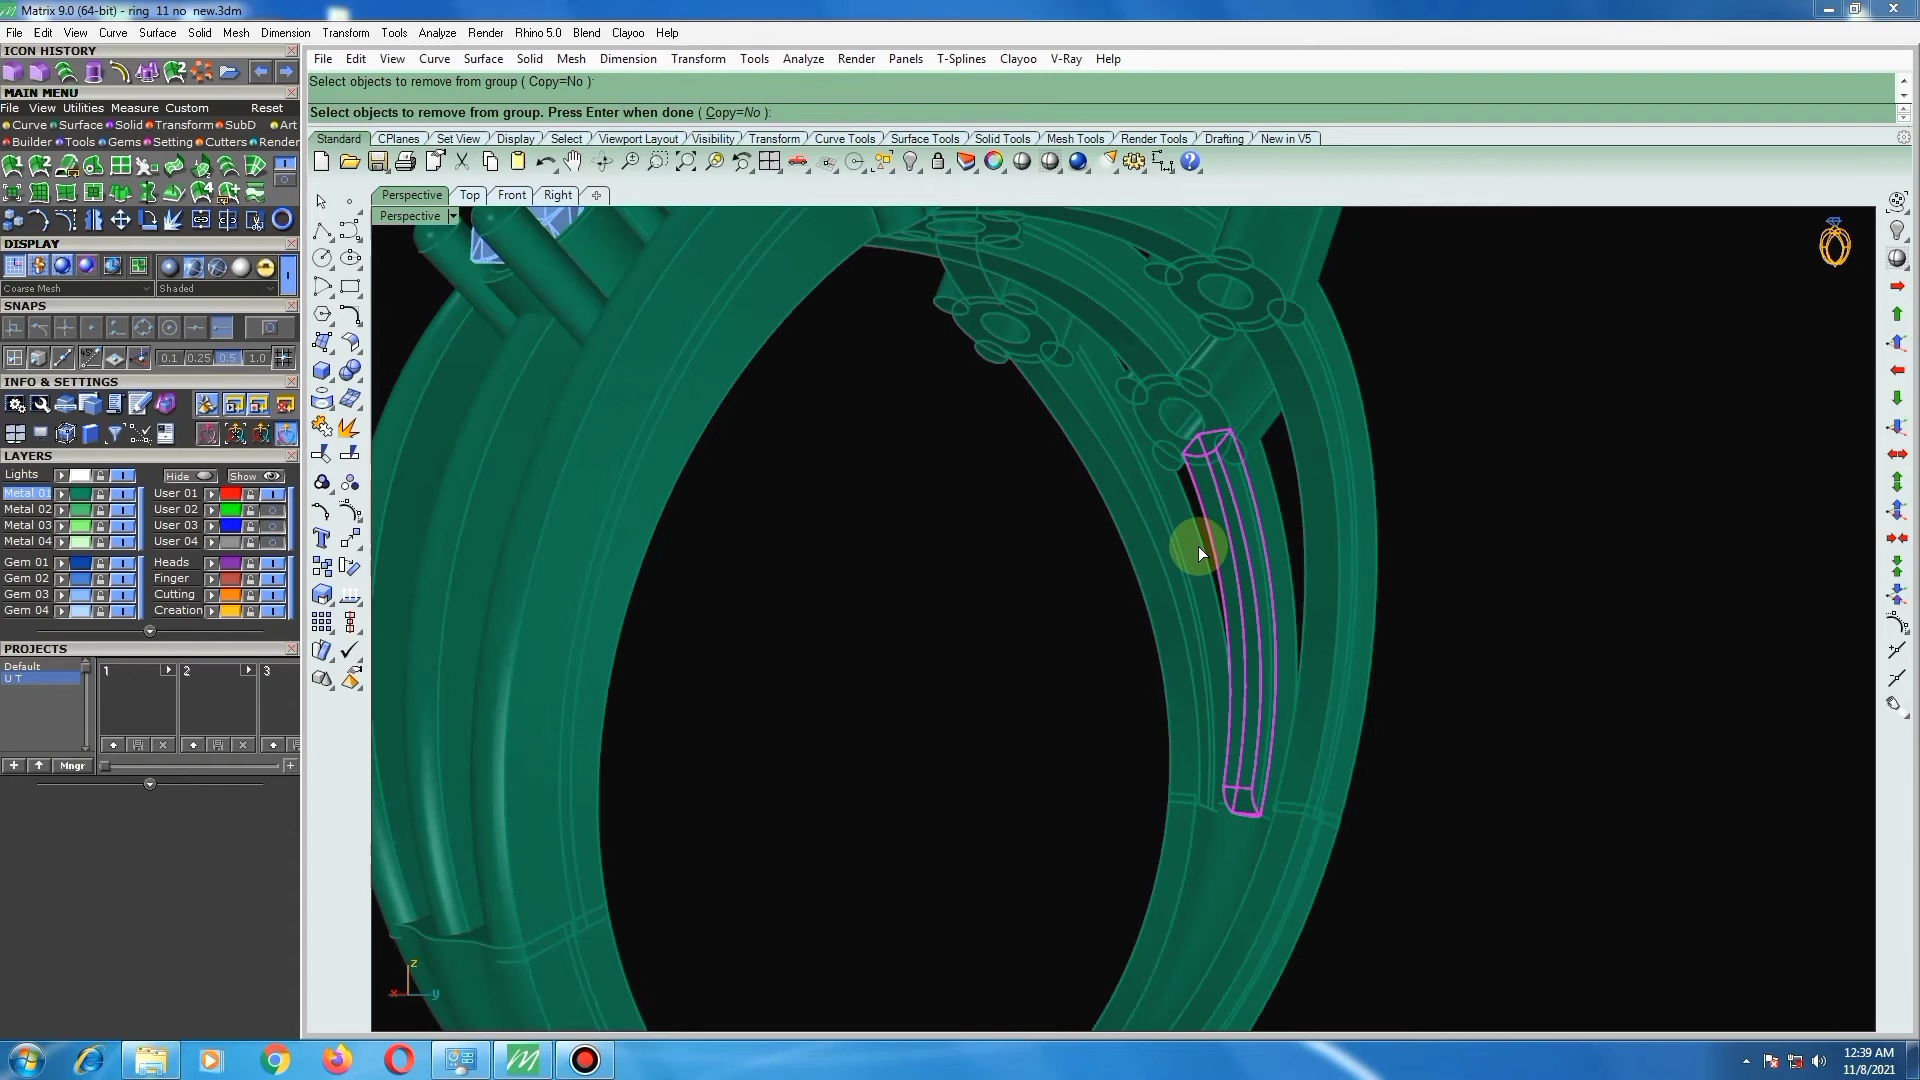 Matrix 9.0 (64-bit) - ring  11 no  new.3dm
File Edit View Curve Surface Solid Mesh Dimension Transform Tools Analyze Render Rhino 5.0 Blend Clayoo Help
ICON HISTORY
MAIN MENU
File View Utilities Measure Custom Reset
Curve Surface Solid Transform SubD Art
Builder Tools Gems Setting Cutters Render
DISPLAY
Coarse Mesh Shaded
SNAPS
0.1 0.25 0.5 1.0
INFO & SETTINGS
LAYERS
Lights Hide Show
Metal 01 User 01
Metal 02 User 02
Metal 03 User 03
Metal 04 User 04
Gem 01 Heads
Gem 02 Finger
Gem 03 Cutting
Gem 04 Creation
PROJECTS
Default
U T
1 2 3
Mngr
File Edit View Curve Surface Solid Mesh Dimension Transform Tools Analyze Render Panels T-Splines Clayoo V-Ray Help
Select objects to remove from group ( Copy=No ):
Select objects to remove from group. Press Enter when done ( Copy=No ):
Standard CPlanes Set View Display Select Viewport Layout Visibility Transform Curve Tools Surface Tools Solid Tools Mesh Tools Render Tools Drafting New in V5
Perspective Top Front Right
Perspective
z
x y
12:39 AM
11/8/2021